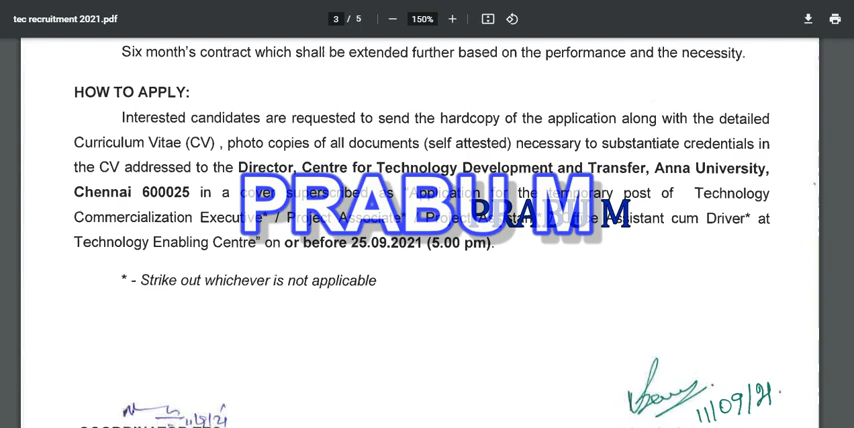 tec recruitment 2021.pdf
3 / 5
150%
Six month's contract which shall be extended further based on the performance and the necessity.
HOW TO APPLY:
Interested candidates are requested to send the hardcopy of the application along with the detailed
Curriculum Vitae (CV) , photo copies of all documents (self attested) necessary to substantiate credentials in
the CV addressed to the Director, Centre for Technology Development and Transfer, Anna University,
Chennai 600025 in a cover superscribed as "Application for the temporary post of Technology
Commercialization Executive* / Project Associate* / Project Assistant* / Office Assistant cum Driver* at
Technology Enabling Centre" on or before 25.09.2021 (5.00 pm).
PRABU M
PRABU M
* - Strike out whichever is not applicable
11/9/21
11/09/21.
COORDINATOR TEC